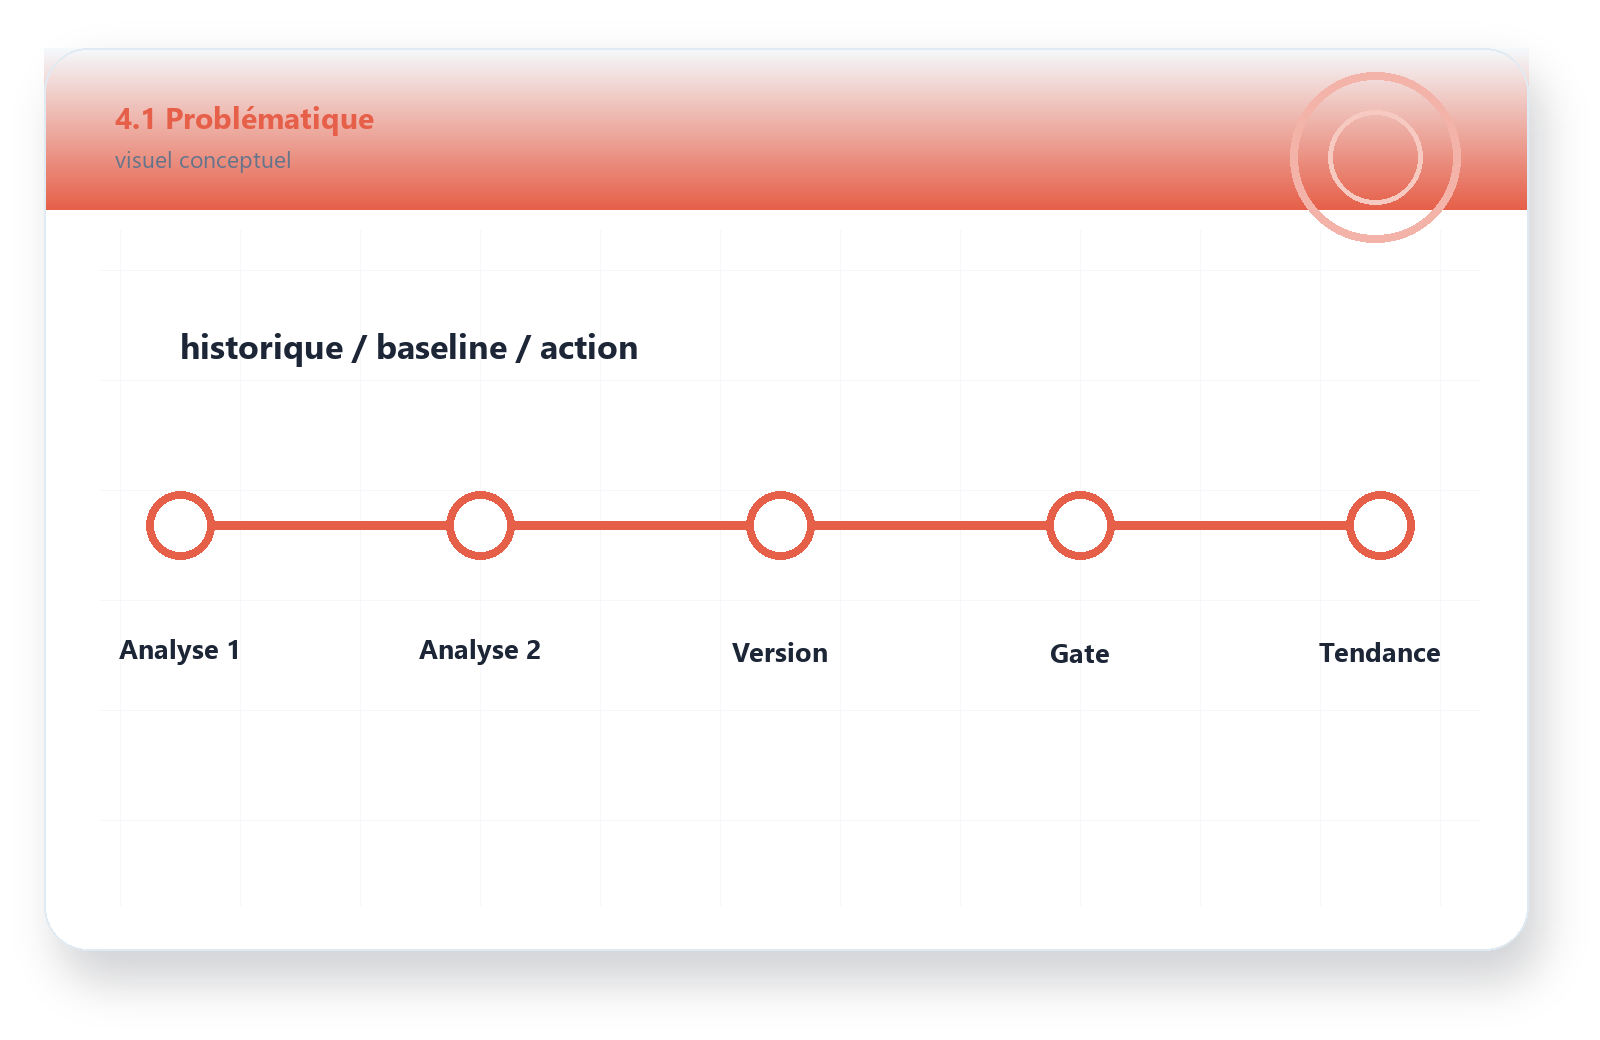 4.1 Problématique
visuel conceptuel
historique / baseline / action
Analyse 1
Analyse 2
Version
Gate
Tendance